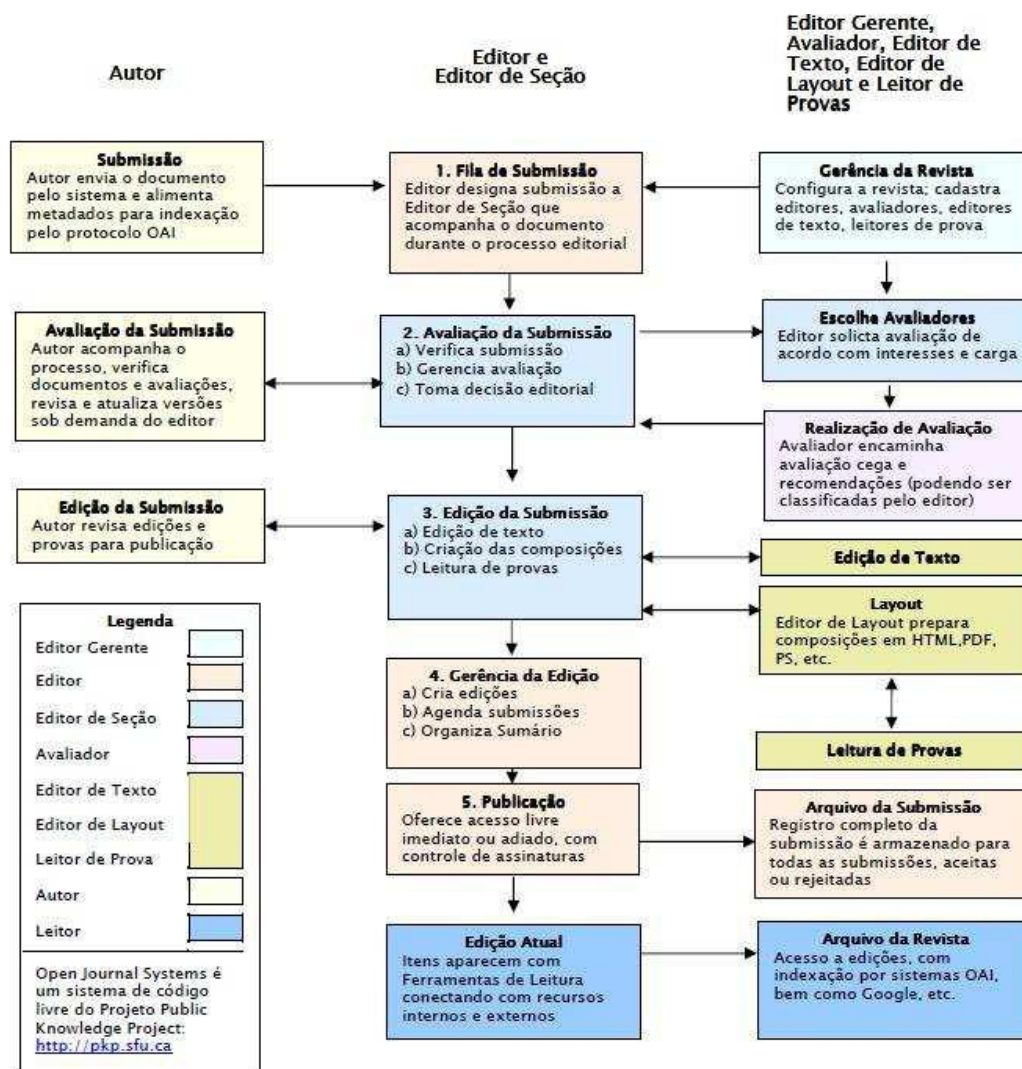 Autor
Editor e
Editor de Seção
Editor Gerente,
Avaliador, Editor de
Texto, Editor de
Layout e Leitor de
Provas
Submissão
Autor envia o documento
pelo sistema e alimenta
metadados para indexação
pelo protocolo OAI
1. Fila de Submissão
Editor designa submissão a
Editor de Seção que
acompanha o documento
durante o processo editorial
Gerência da Revista
Configura a revista; cadastra
editores, avaliadores, editores
de texto, leitores de prova
Avaliação da Submissão
Autor acompanha o
processo, verifica
documentos e avaliações,
revisa e atualiza versões
sob demanda do editor
2. Avaliação da Submissão
a) Verifica submissão
b) Gerencia avaliação
c) Toma decisão editorial
Escolhe Avaliadores
Editor solicta avaliação de
acordo com interesses e carga
Realização de Avaliação
Avaliador encaminha
avaliação cega e
recomendações (podendo ser
classificadas pelo editor)
Edição da Submissão
Autor revisa edições e
provas para publicação
3. Edição da Submissão
a) Edição de texto
b) Criação das composições
c) Leitura de provas
Edição de Texto
Layout
Editor de Layout prepara
composições em HTML,PDF,
PS, etc.
Leitura de Provas
4. Gerência da Edição
a) Cria edições
b) Agenda submissões
c) Organiza Sumário
5. Publicação
Oferece acesso livre
imediato ou adiado, com
controle de assinaturas
Arquivo da Submissão
Registro completo da
submissão é armazenado para
todas as submissões, aceitas
ou rejeitadas
Edição Atual
Itens aparecem com
Ferramentas de Leitura
conectando com recursos
internos e externos
Arquivo da Revista
Acesso a edições, com
indexação por sistemas OAI,
bem como Google, etc.
Legenda
Editor Gerente
Editor
Editor de Seção
Avaliador
Editor de Texto
Editor de Layout
Leitor de Prova
Autor
Leitor
Open Journal Systems é
um sistema de código
livre do Projeto Public
Knowledge Project:
http://pkp.sfu.ca